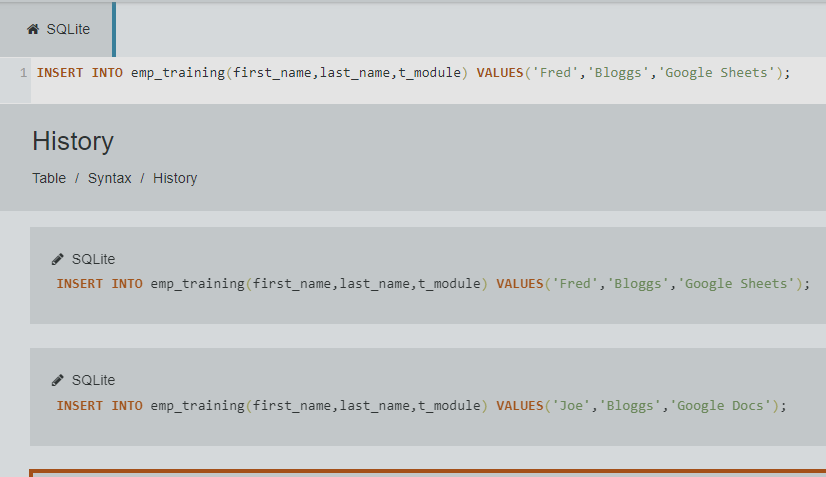 SQLite
1 INSERT INTO emp_training(first_name,last_name,t_module) VALUES('Fred','Bloggs','Google Sheets');
History
Table / Syntax / History
SQLite
INSERT INTO emp_training(first_name,last_name,t_module) VALUES('Fred','Bloggs','Google Sheets');
SQLite
INSERT INTO emp_training(first_name,last_name,t_module) VALUES('Joe','Bloggs','Google Docs');